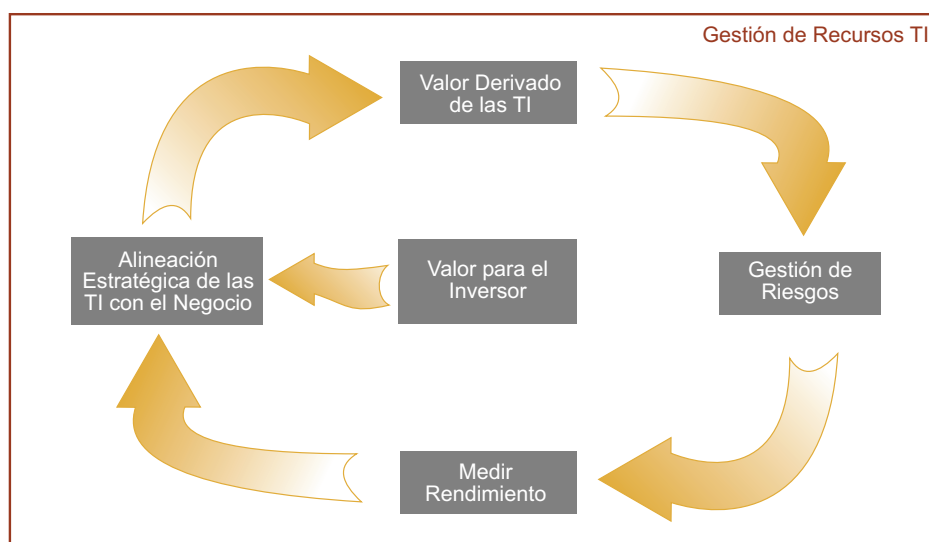 Gestión de Recursos TI
Valor Derivado
de las TI
Alineación
Estratégica de las
TI con el Negocio
Valor para el
Inversor
Gestión de
Riesgos
Medir
Rendimiento